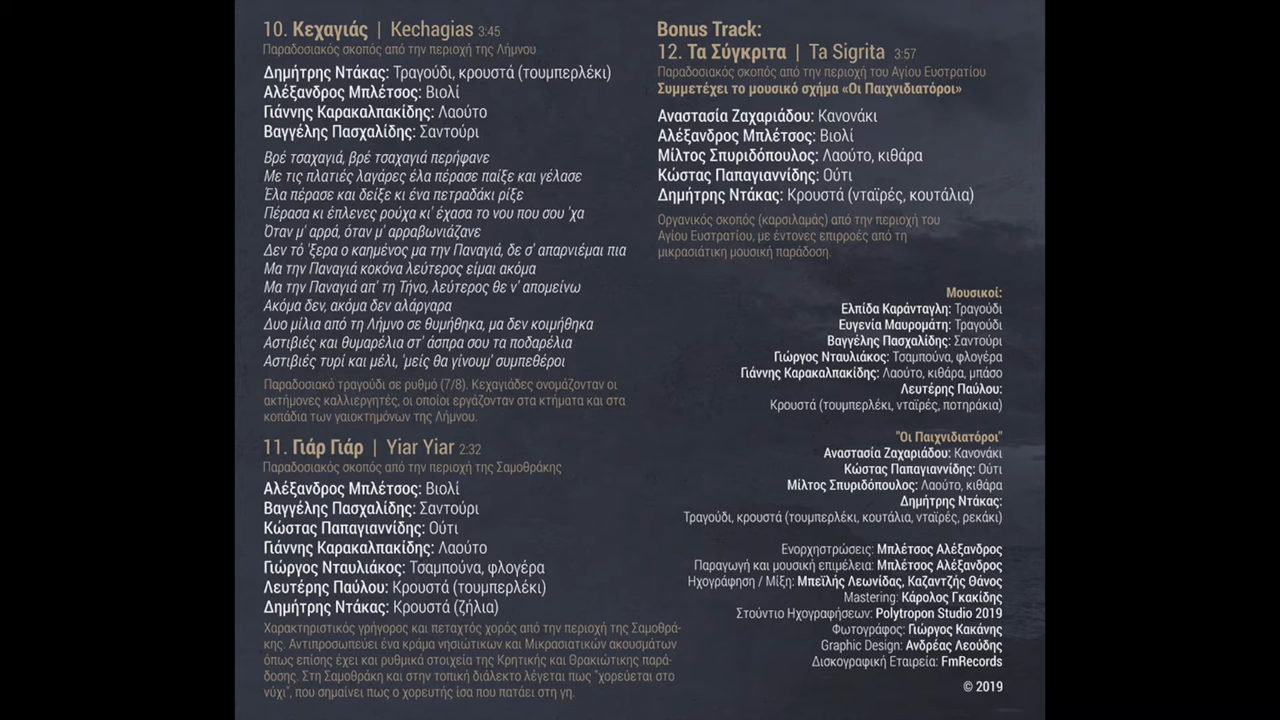 10. Κεχαγιάς | Kechagias 3:45
Παραδοσιακός σκοπός από την περιοχή της Λήμνου
Δημήτρης Ντάκας: Τραγούδι, κρουστά (τουμπερλέκι)
Αλέξανδρος Μπλέτσος: Βιολί
Γιάννης Καρακαλπακίδης: Λαούτο
Βαγγέλης Πασχαλίδης: Σαντούρι
Βρέ τσαχαγιά, βρέ τσαχαγιά περήφανε
Με τις πλατιές λαγάρες έλα πέρασε παίξε και γέλασε
Έλα πέρασε και δείξε κι ένα πετραδάκι ρίξε
Πέρασα κι έπλενες ρούχα κι' έχασα το νου που σου 'χα
Όταν μ' αρρά, όταν μ' αρραβωνιάζανε
Δεν τό 'ξερα ο καημένος μα την Παναγιά, δε σ' απαρνιέμαι πια
Μα την Παναγιά κοκόνα λεύτερος είμαι ακόμα
Μα την Παναγιά απ' τη Τήνο, λεύτερος θε ν' απομείνω
Ακόμα δεν, ακόμα δεν αλάργαρα
Δυο μίλια από τη Λήμνο σε θυμήθηκα, μα δεν κοιμήθηκα
Αστιβιές και θυμαρέλια στ' άσπρα σου τα ποδαρέλια
Αστιβιές τυρί και μέλι, 'μείς θα γίνουμ' συμπεθέροι
Παραδοσιακό τραγούδι σε ρυθμό (7/8). Κεχαγιάδες ονομάζονταν οι
ακτήμονες καλλιεργητές, οι οποίοι εργάζονταν στα κτήματα και στα
κοπάδια των γαιοκτημόνων της Λήμνου.
11. Γιάρ Γιάρ | Yiar Yiar 2:32
Παραδοσιακός σκοπός από την περιοχή της Σαμοθράκης
Αλέξανδρος Μπλέτσος: Βιολί
Βαγγέλης Πασχαλίδης: Σαντούρι
Κώστας Παπαγιαννίδης: Ούτι
Γιάννης Καρακαλπακίδης: Λαούτο
Γιώργος Νταυλιάκος: Τσαμπούνα, φλογέρα
Λευτέρης Παύλου: Κρουστά (τουμπερλέκι)
Δημήτρης Ντάκας: Κρουστά (ζήλια)
Χαρακτηριστικός γρήγορος και πεταχτός χορός από την περιοχή της Σαμοθρά-
κης. Αντιπροσωπεύει ένα κράμα νησιώτικων και Μικρασιατικών ακουσμάτων
όπως επίσης έχει και ρυθμικά στοιχεία της Κρητικής και Θρακιώτικης παρά-
δοσης. Στη Σαμοθράκη και στην τοπική διάλεκτο λέγεται πως "χορεύεται στο
νύχι", που σημαίνει πως ο χορευτής ίσα που πατάει στη γη.
Bonus Track:
12. Τα Σύγκριτα | Ta Sigrita 3:57
Παραδοσιακός σκοπός από την περιοχή του Αγίου Ευστρατίου
Συμμετέχει το μουσικό σχήμα «Οι Παιχνιδιατόροι»
Αναστασία Ζαχαριάδου: Κανονάκι
Αλέξανδρος Μπλέτσος: Βιολί
Μίλτος Σπυριδόπουλος: Λαούτο, κιθάρα
Κώστας Παπαγιαννίδης: Ούτι
Δημήτρης Ντάκας: Κρουστά (νταϊρές, κουτάλια)
Οργανικός σκοπός (καρσιλαμάς) από την περιοχή του
Αγίου Ευστρατίου, με έντονες επιρροές από τη
μικρασιάτικη μουσική παράδοση.
Μουσικοί:
Ελπίδα Καράνταγλη: Τραγούδι
Ευγενία Μαυρομάτη: Τραγούδι
Βαγγέλης Πασχαλίδης: Σαντούρι
Γιώργος Νταυλιάκος: Τσαμπούνα, φλογέρα
Γιάννης Καρακαλπακίδης: Λαούτο, κιθάρα, μπάσο
Λευτέρης Παύλου:
Κρουστά (τουμπερλέκι, νταϊρές, ποτηράκια)
"Οι Παιχνιδιατόροι"
Αναστασία Ζαχαριάδου: Κανονάκι
Κώστας Παπαγιαννίδης: Ούτι
Μίλτος Σπυριδόπουλος: Λαούτο, κιθάρα
Δημήτρης Ντάκας:
Τραγούδι, κρουστά (τουμπερλέκι, κουτάλια, νταϊρές, ρεκάκι)
Ενορχηστρώσεις: Μπλέτσος Αλέξανδρος
Παραγωγή και μουσική επιμέλεια: Μπλέτσος Αλέξανδρος
Ηχογράφηση / Μίξη: Μπεϊλής Λεωνίδας, Καζαντζής Θάνος
Mastering: Κάρολος Γκακίδης
Στούντιο Ηχογραφήσεων: Polytropon Studio 2019
Φωτογράφος: Γιώργος Κακάνης
Graphic Design: Ανδρέας Λεούδης
Δισκογραφική Εταιρεία: FmRecords
© 2019